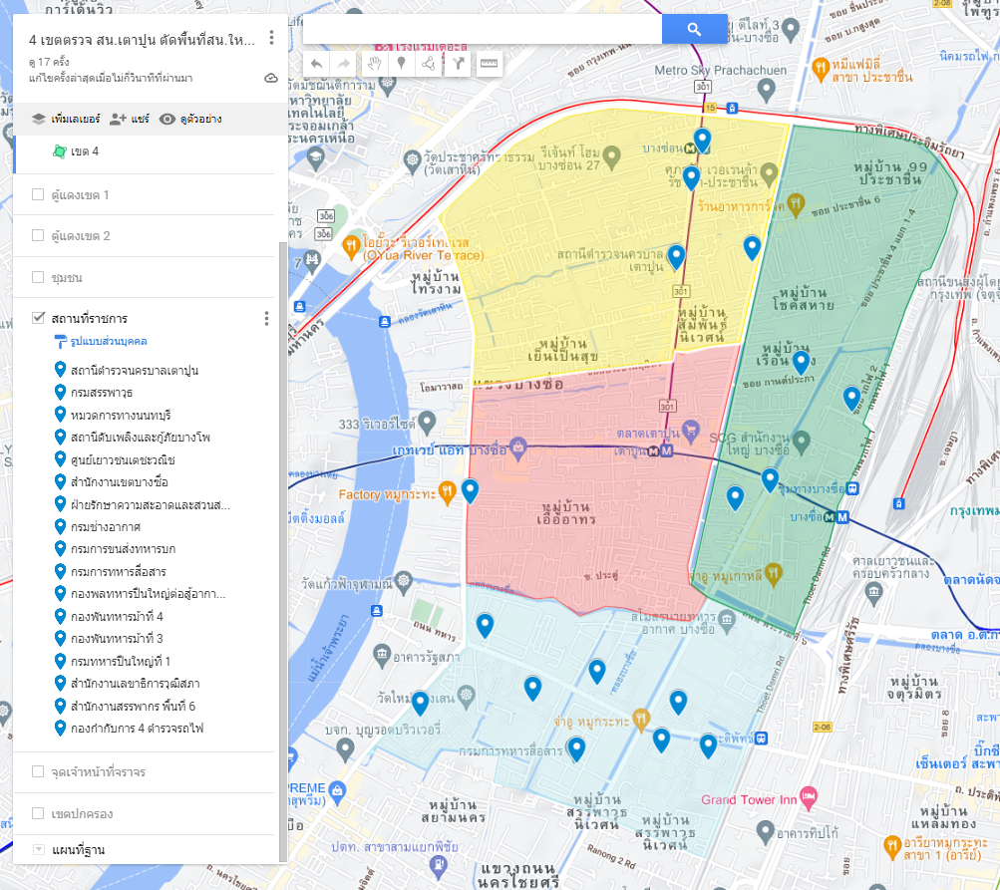 4 เขตตรวจ สน.เตาปูน ตัดพื้นที่สน.ให...
ดู 17 ครั้ง
แก้ไขครั้งล่าสุดเมื่อไม่กี่วินาทีที่ผ่านมา
เพิ่มเลเยอร์
แชร์
ดูตัวอย่าง
เขต 4
ตู้แดงเขต 1
ตู้แดงเขต 2
ชุมชน
สถานที่ราชการ
รูปแบบส่วนบุคคล
สถานีตำรวจนครบาลเตาปูน
กรมสรรพาวุธ
หมวดการทางนนทบุรี
สถานีดับเพลิงและกู้ภัยบางโพ
ศูนย์เยาวชนเตชะวณิช
สำนักงานเขตบางซื่อ
ฝ่ายรักษาความสะอาดและสวนส...
กรมช่างอากาศ
กรมการขนส่งทหารบก
กรมการทหารสื่อสาร
กองพลทหารปืนใหญ่ต่อสู้อากา...
กองพันทหารม้าที่ 4
กองพันทหารม้าที่ 3
กรมทหารปืนใหญ่ที่ 1
สำนักงานเลขาธิการวุฒิสภา
สำนักงานสรรพากร พื้นที่ 6
กองกำกับการ 4 ตำรวจรถไฟ
จุดเจ้าหน้าที่จราจร
เขตปกครอง
แผนที่ฐาน
Metro Sky Prachachuen
หมีแฟมิลี่
สาขา ประชาชื่น
301
15
ทางพิเศษประจิมรัถยา
วัดประชาศรัทธาธรรม
(วัดเสาหิน)
รีเจ้นท์ โฮม
บางซ่อน 27
บางซ่อน
หมู่บ้าน 99
ประชาชื่น
ร้านอาหารการ์
ซอย ประชาชื่น 6
306
306
โอยั๊วะ ริเวอร์เทเรส
(OYua River Terrace)
หมู่บ้าน
ไทรงาม
สถานีตำรวจนครบาล
เตาปูน
301
หมู่บ้าน
โชคสหาย
หมู่บ้าน
สัมพันธ์
นิเวศน์
หมู่บ้าน
เย็นเป็นสุข
แขวงบางซื่อ
333 ริเวอร์ไซด์
301
ตลาดเตาปูน
เตาปูน
SCG สำนักงาน
ใหญ่ บางซื่อ
เกทเวย์ แอท บางซื่อ
Factory หมูกระทะ
หมู่บ้าน
เอื้ออาทร
ชุมทางบางซื่อ
บางซื่อ
ซ. ประดู่
จำอู หมูเกาหลี
วัดแก้วฟ้าจุฬามณี
ถนน ทหาร
แม่น้ำเจ้าพระยา
อาคารรัฐสภา
สโมสรนายทหาร
อากาศ บางซื่อ
คลองบางซื่อ
Thoet Damri Rd
ศาลเยาวชนและ
ครอบครัวกลาง
ตลาดนัด
ตลาด อ.ต.ก
ทางพิเศษศรีรัช
หมู่บ้าน
จตุรมิตร
จำอู หมูกระทะ
กรมการทหารสื่อสาร
บจก. บุญรอดบริวเวอรี่
Thoet Damri Rd
2-06
Grand Tower Inn
หมู่บ้าน
สรรพาวุธ
นิเวศน์
หมู่บ้าน
สรรพาวุธ
นิเวศน์
อาคารทิปโก้
หมู่บ้าน
สยามนคร
ปตท. สาขาสามแยกพิชัย
แขวงถนน
นครไชยศรี
Ranong 2 Rd
หมู่บ้าน
แหลมทอง
อารียาหมูกระทะ
สาขา 1 (อารีย์)